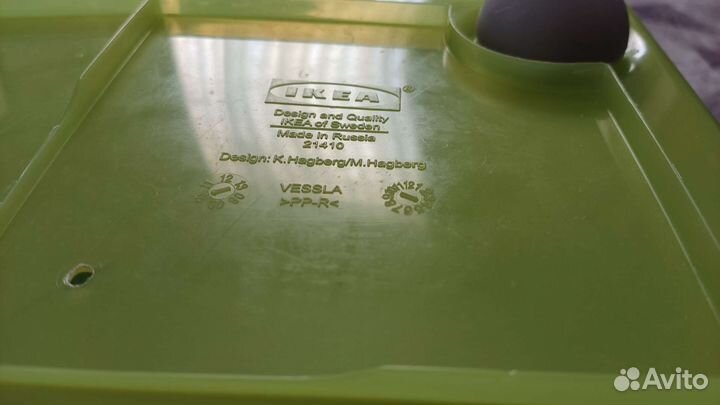 IKEA®
Design and Quality
IKEA of Sweden
Made in Russia
21410
Design: K.Hagberg/M.Hagberg
VESSLA
>PP-R<
Avito